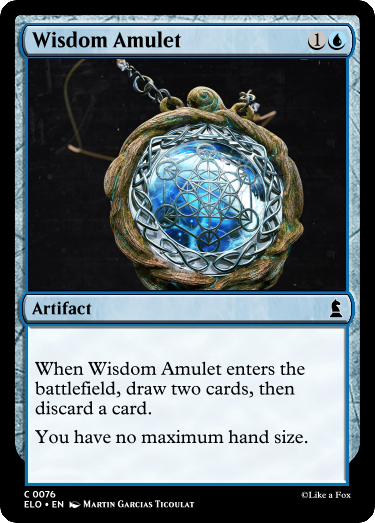 Wisdom Amulet 1
Artifact
When Wisdom Amulet enters the
battlefield, draw two cards, then
discard a card.
You have no maximum hand size.
C 0076
ELO • EN Martin Garcias Ticoulat
©Like a Fox